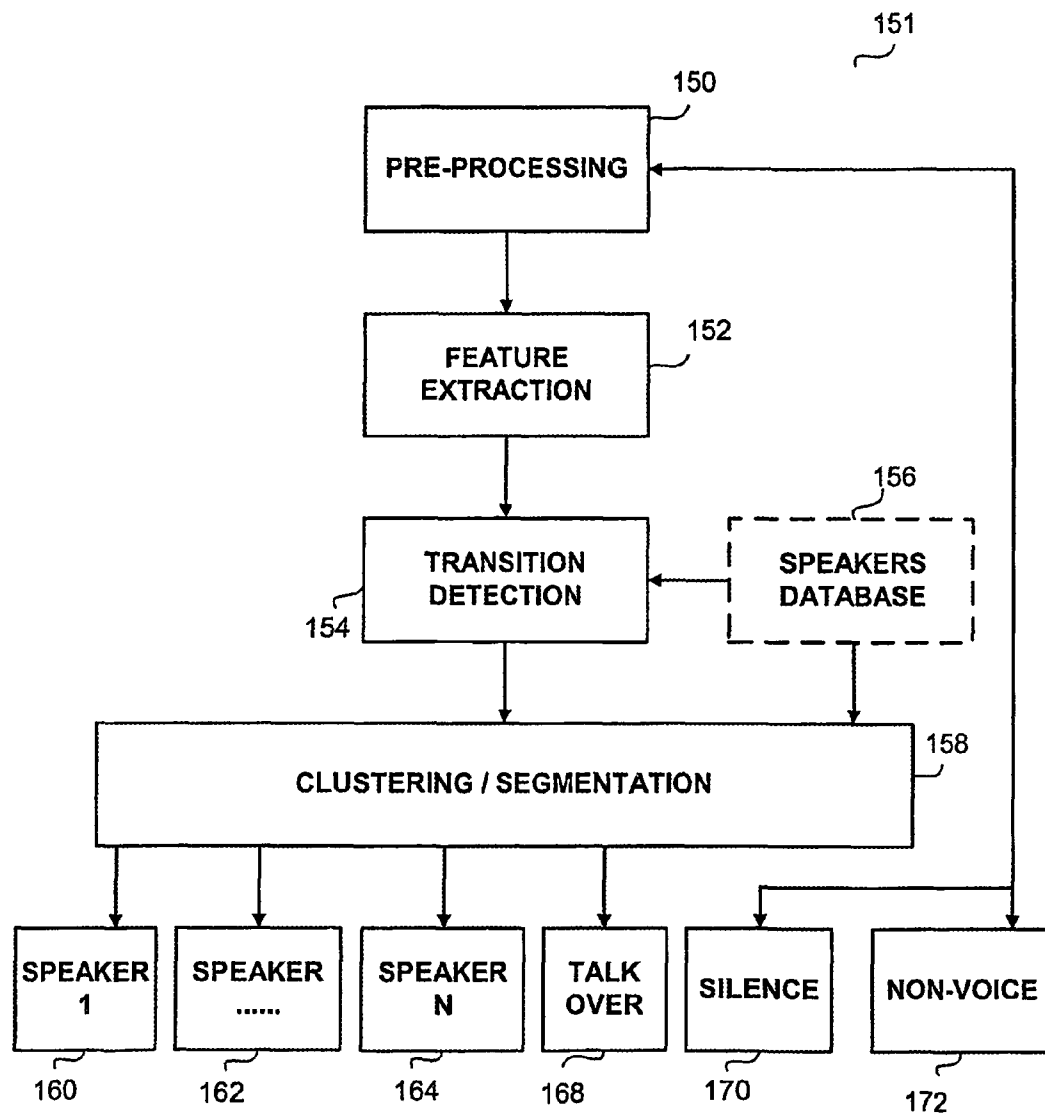 151
150
PRE-PROCESSING
152
FEATURE
EXTRACTION
156
TRANSITION
DETECTION
SPEAKERS
DATABASE
154
158
CLUSTERING / SEGMENTATION
SPEAKER
1
SPEAKER
......
SPEAKER
N
TALK
OVER
SILENCE
NON-VOICE
160
162
164
168
170
172